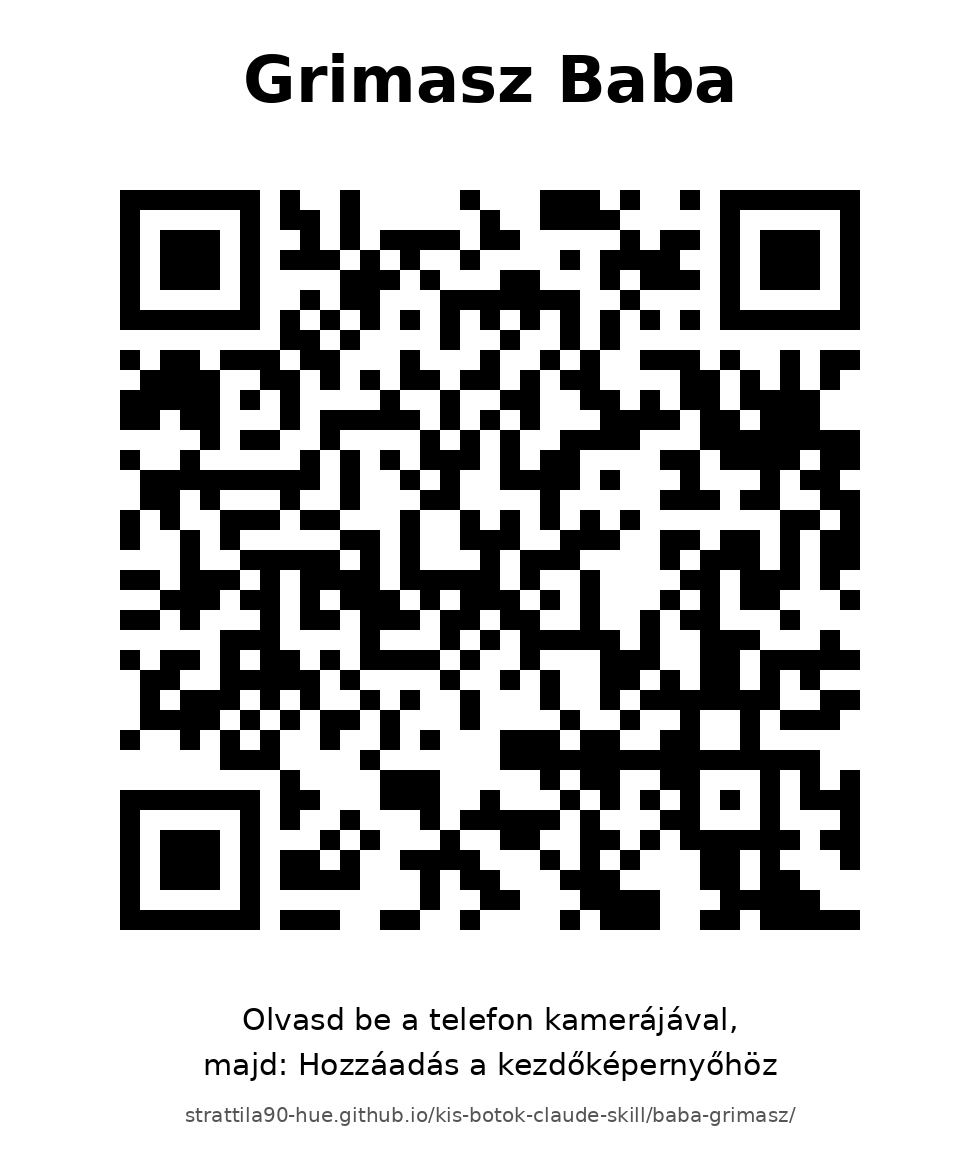 Grimasz Baba
Olvasd be a telefon kamerájával,
majd: Hozzáadás a kezdőképernyőhöz
strattila90-hue.github.io/kis-botok-claude-skill/baba-grimasz/